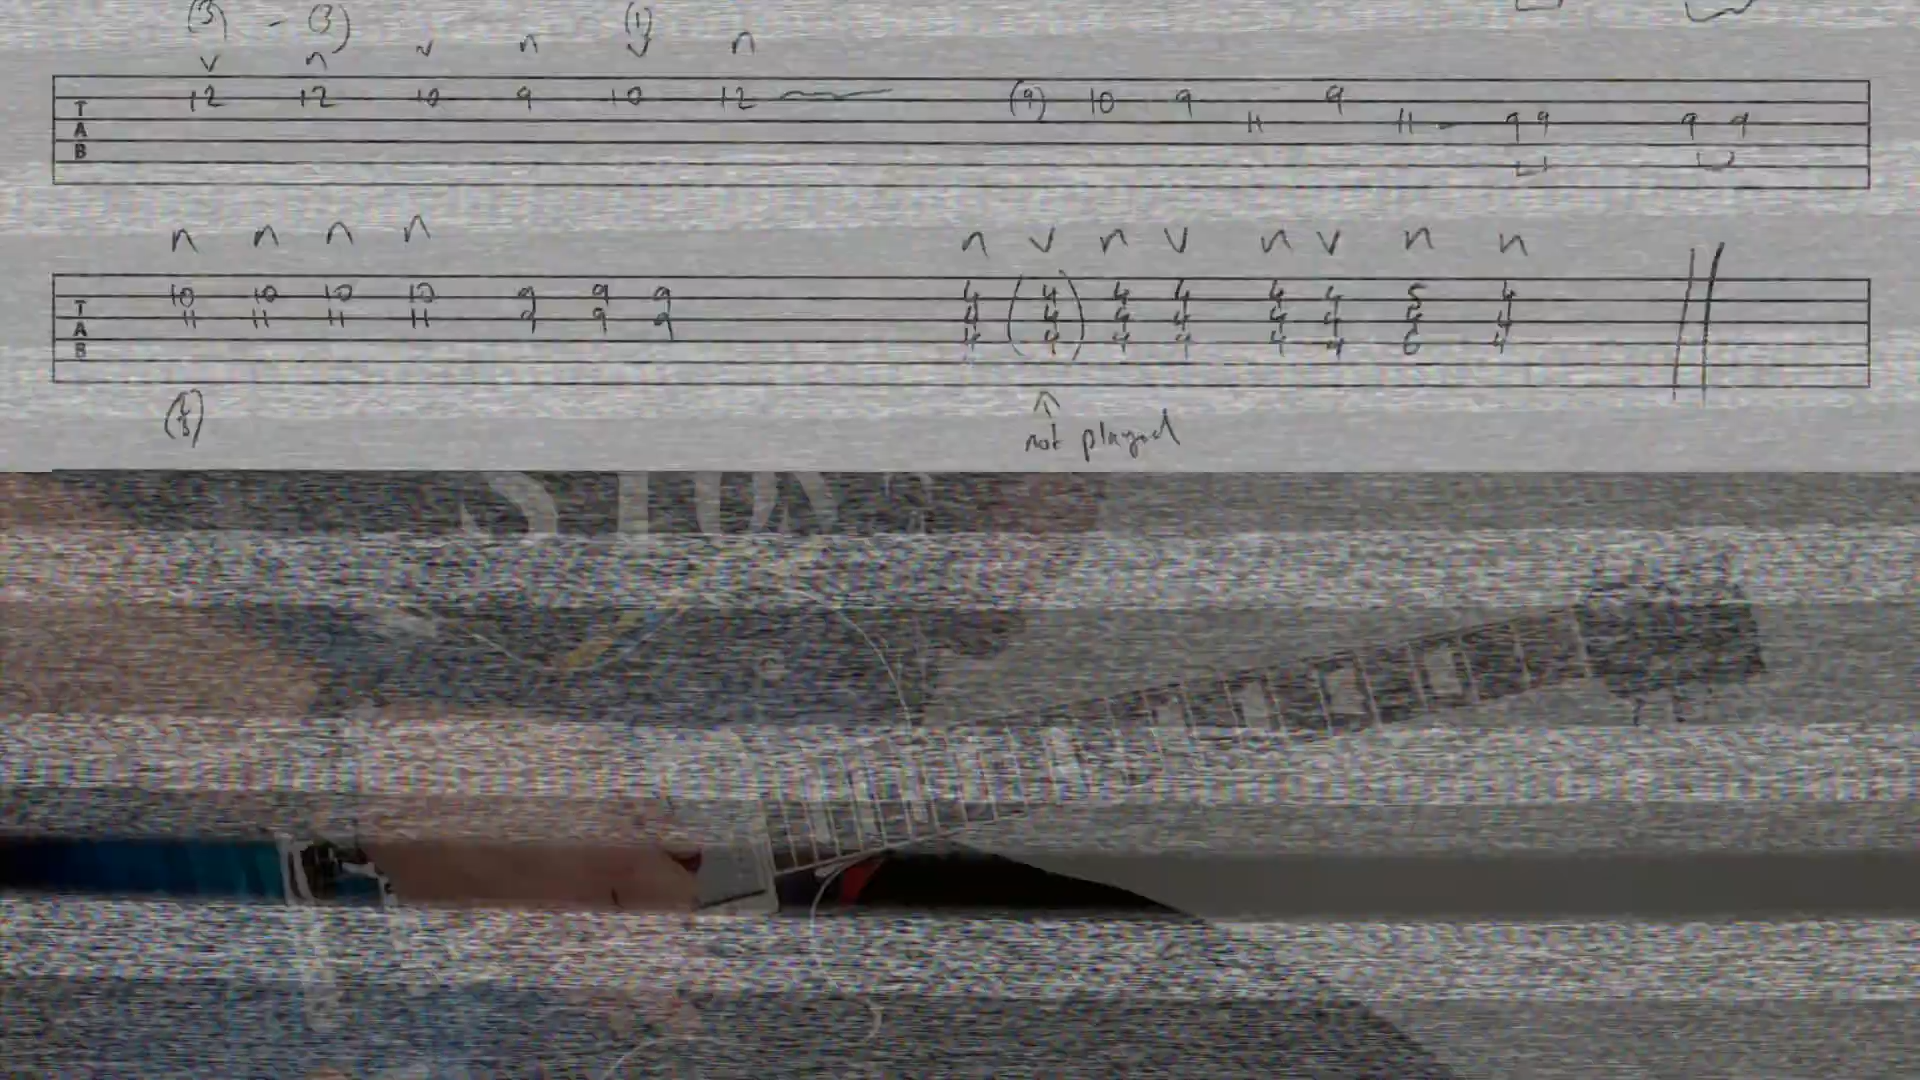 (3) - (3) (1)
v n v n v n
T A B
12 12 10 9 10 12 (9) 10 9 11 9 11 9 9 9 9
n n n n n v n v n v n n
T A B
10 10 10 10 9 9 9 4 (4) 4 4 4 4 5 4
11 11 11 11 9 9 9 4 (4) 4 4 4 4 5 4
4 (4) 4 4 4 4 6 4
not played